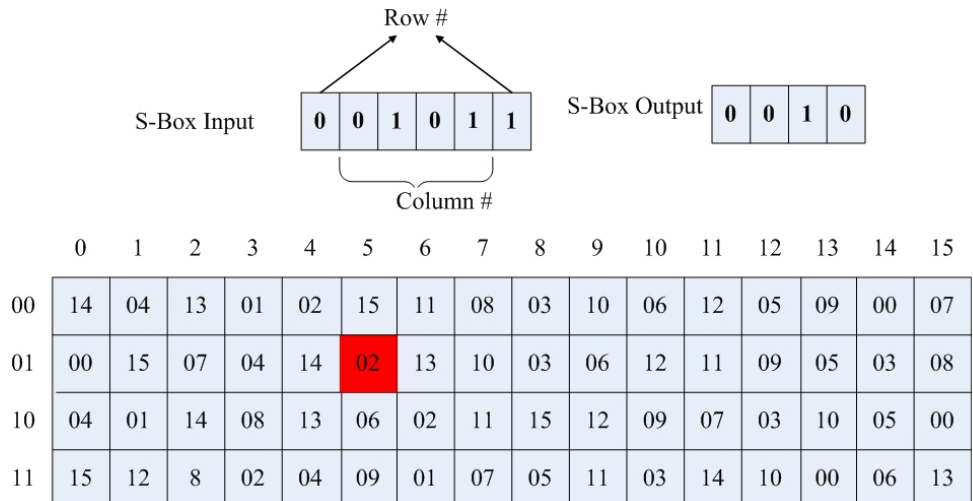 Row #
S-Box Input 0 0 1 0 1 1 S-Box Output 0 0 1 0
Column #
0 1 2 3 4 5 6 7 8 9 10 11 12 13 14 15
00 14 04 13 01 02 15 11 08 03 10 06 12 05 09 00 07
01 00 15 07 04 14 02 13 10 03 06 12 11 09 05 03 08
10 04 01 14 08 13 06 02 11 15 12 09 07 03 10 05 00
11 15 12 8 02 04 09 01 07 05 11 03 14 10 00 06 13